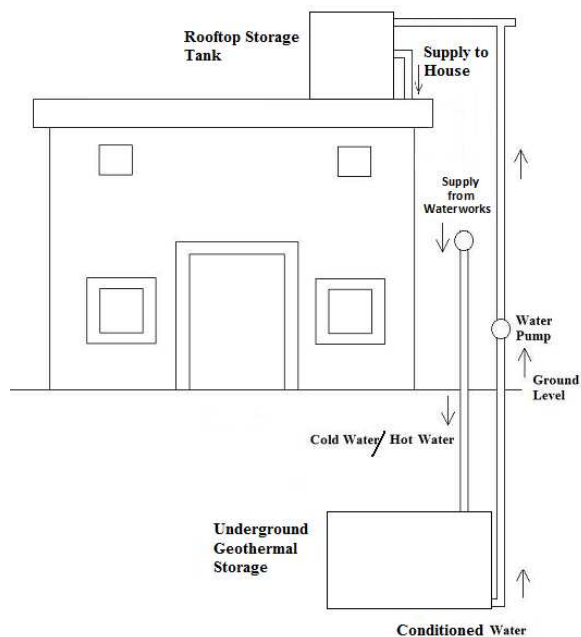 Rooftop Storage
Tank
Supply to
House
Supply
from
Waterworks
Water
Pump
Ground
Level
Cold Water/ Hot Water
Underground
Geothermal
Storage
Conditioned Water